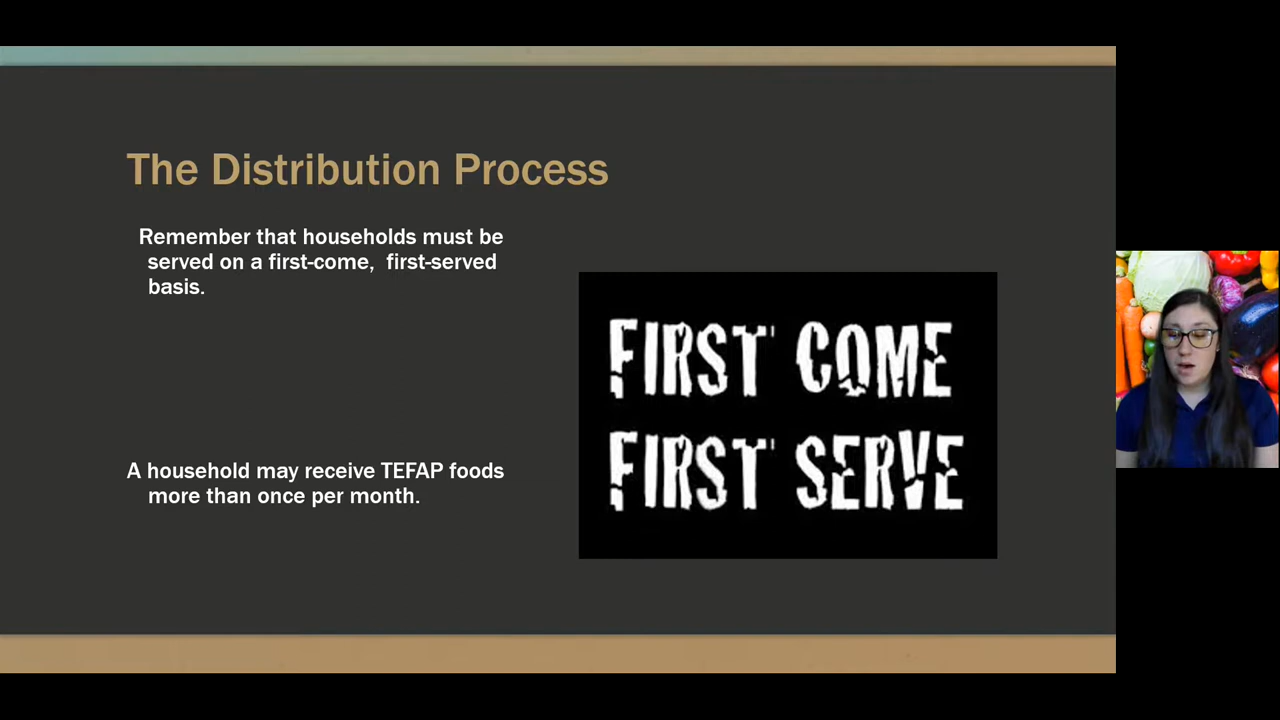 The Distribution Process
Remember that households must be
served on a first-come, first-served
basis.
FIRST COME
FIRST SERVE
A household may receive TEFAP foods
more than once per month.